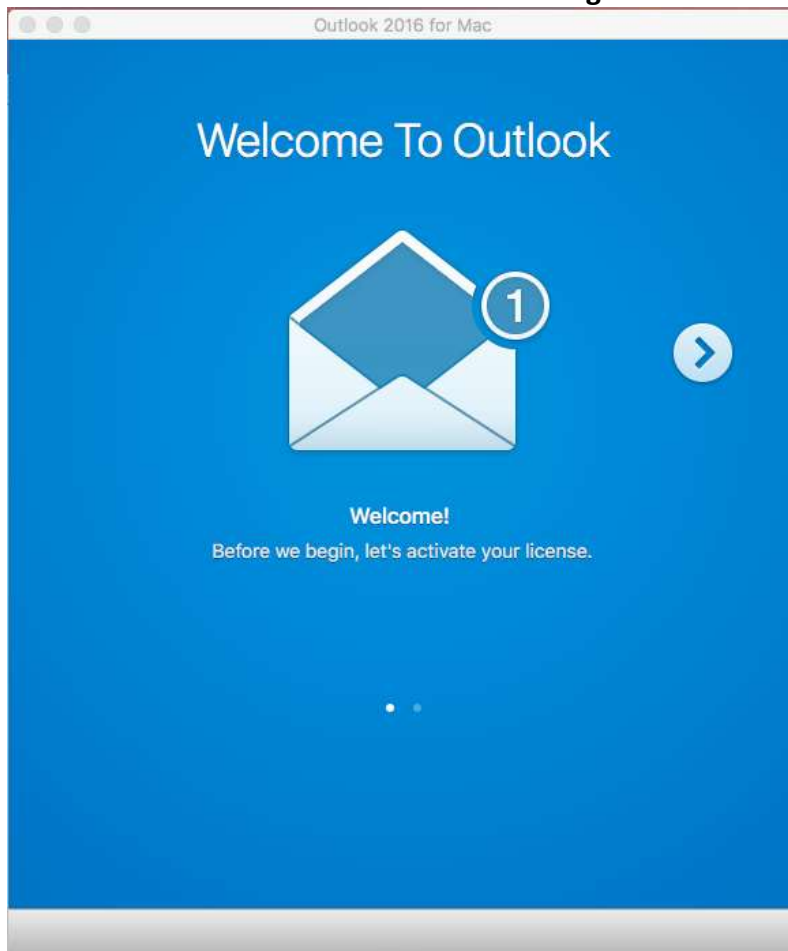 Outlook 2016 for Mac
Welcome To Outlook
1
Welcome!
Before we begin, let's activate your license.